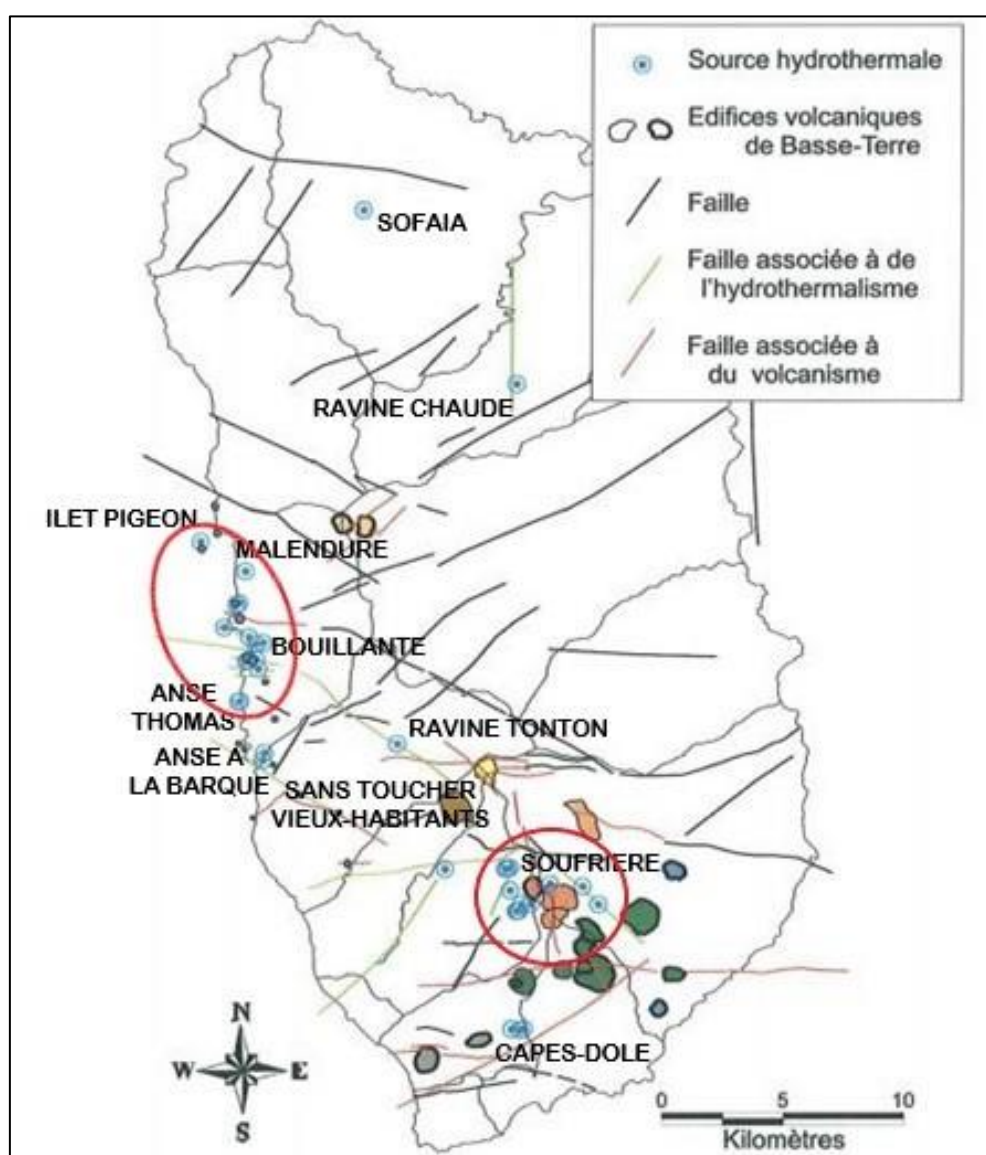 Source hydrothermale
Edifices volcaniques
de Basse-Terre
Faille
Faille associée à de
l'hydrothermalisme
Faille associée à
du volcanisme
SOFAIA
RAVINE CHAUDE
ILET PIGEON
MALENDURE
BOUILLANTE
ANSE
THOMAS
RAVINE TONTON
ANSE A
LA BARQUE
SANS TOUCHER
VIEUX-HABITANTS
SOUFRIERE
CAPES-DOLE
N
W
E
S
0 5 10
Kilomètres